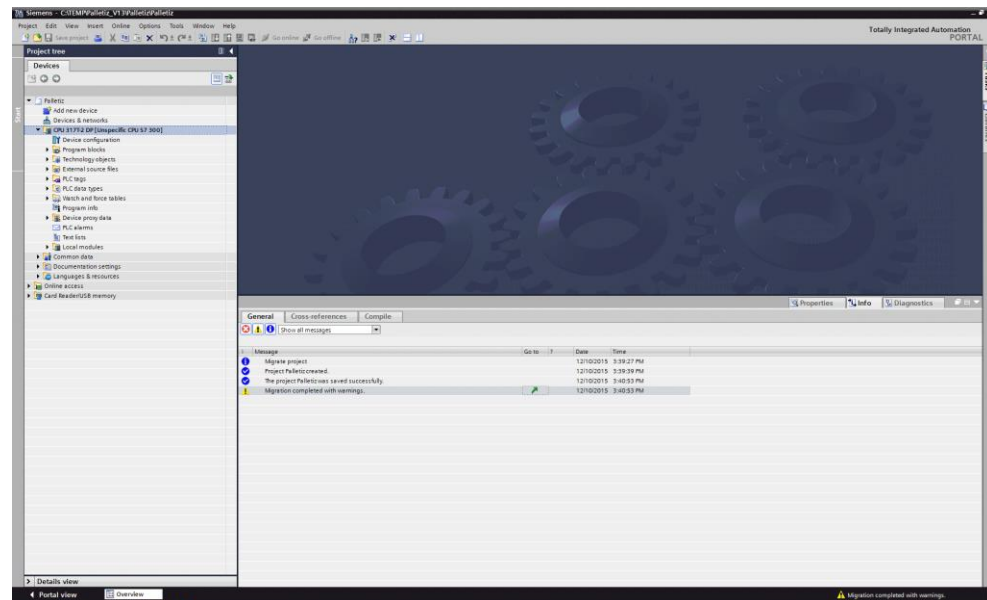 Siemens - C:\TEMP\Palletiz_V13\Palletiz\Palletiz
Project Edit View Insert Online Options Tools Window Help
Save project Go online Go offline
Totally Integrated Automation
PORTAL
Project tree
Devices
Start
Palletiz
Add new device
Devices & networks
CPU 317T-2 DP [Unspecific CPU S7 300]
Device configuration
Program blocks
Technology objects
External source files
PLC tags
PLC data types
Watch and force tables
Program info
Device proxy data
PLC alarms
Text lists
Local modules
Common data
Documentation settings
Languages & resources
Online access
Card Reader/USB memory
Properties Info Diagnostics
General Cross-references Compile
Show all messages
! Message Go to ? Date Time
Migrate project 12/10/2015 3:39:27 PM
Project Palletiz created. 12/10/2015 3:39:39 PM
The project Palletiz was saved successfully. 12/10/2015 3:40:53 PM
Migration completed with warnings. 12/10/2015 3:40:53 PM
Details view
Portal view Overview Migration completed with warnings.